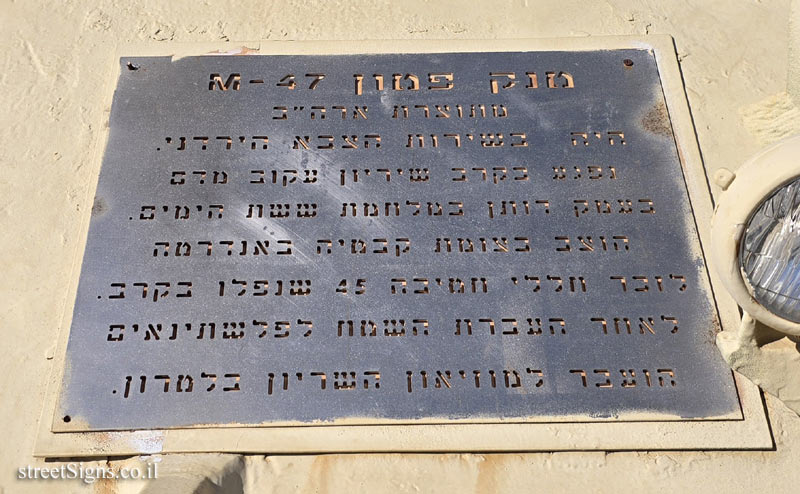 טנק פטון M-47
מתוצרת ארה"ב
היה בשירות הצבא הירדני.
נפגע בקרב שיריון עקוב מדם
בעמק דותן במלחמת ששת הימים.
הוצב בצומת קבטיה באנדרטה
לזכר חללי חטיבה 45 שנפלו בקרב.
לאחר העברת השטח לפלשתינאים
הועבר למוזיאון השריון בלטרון.
streetSigns.co.il